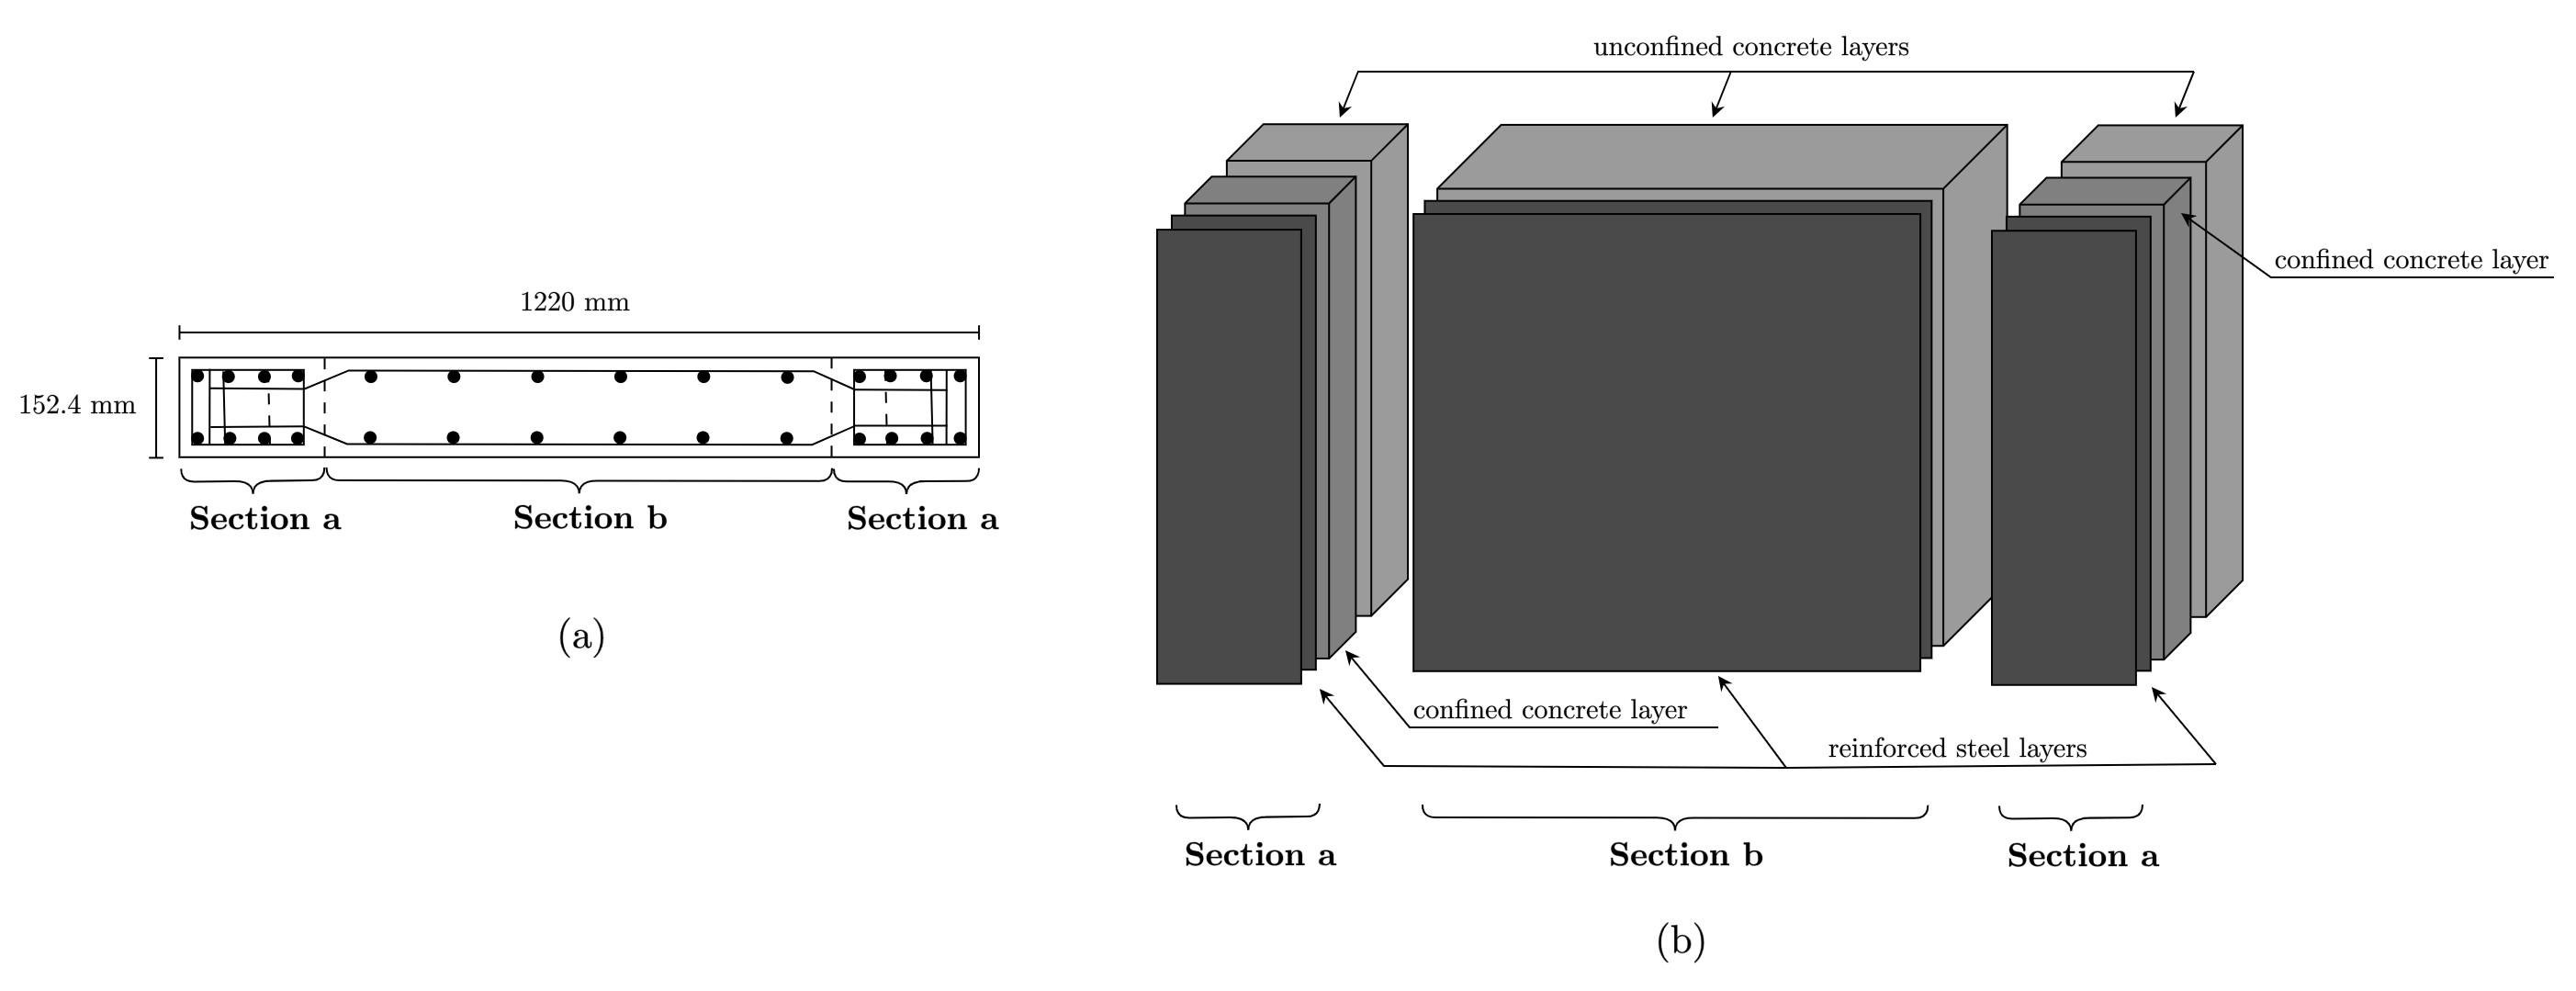 unconfined concrete layers
confined concrete layer
1220 mm
152.4 mm
Section a
Section b
Section a
(a)
confined concrete layer
reinforced steel layers
Section a
Section b
Section a
(b)